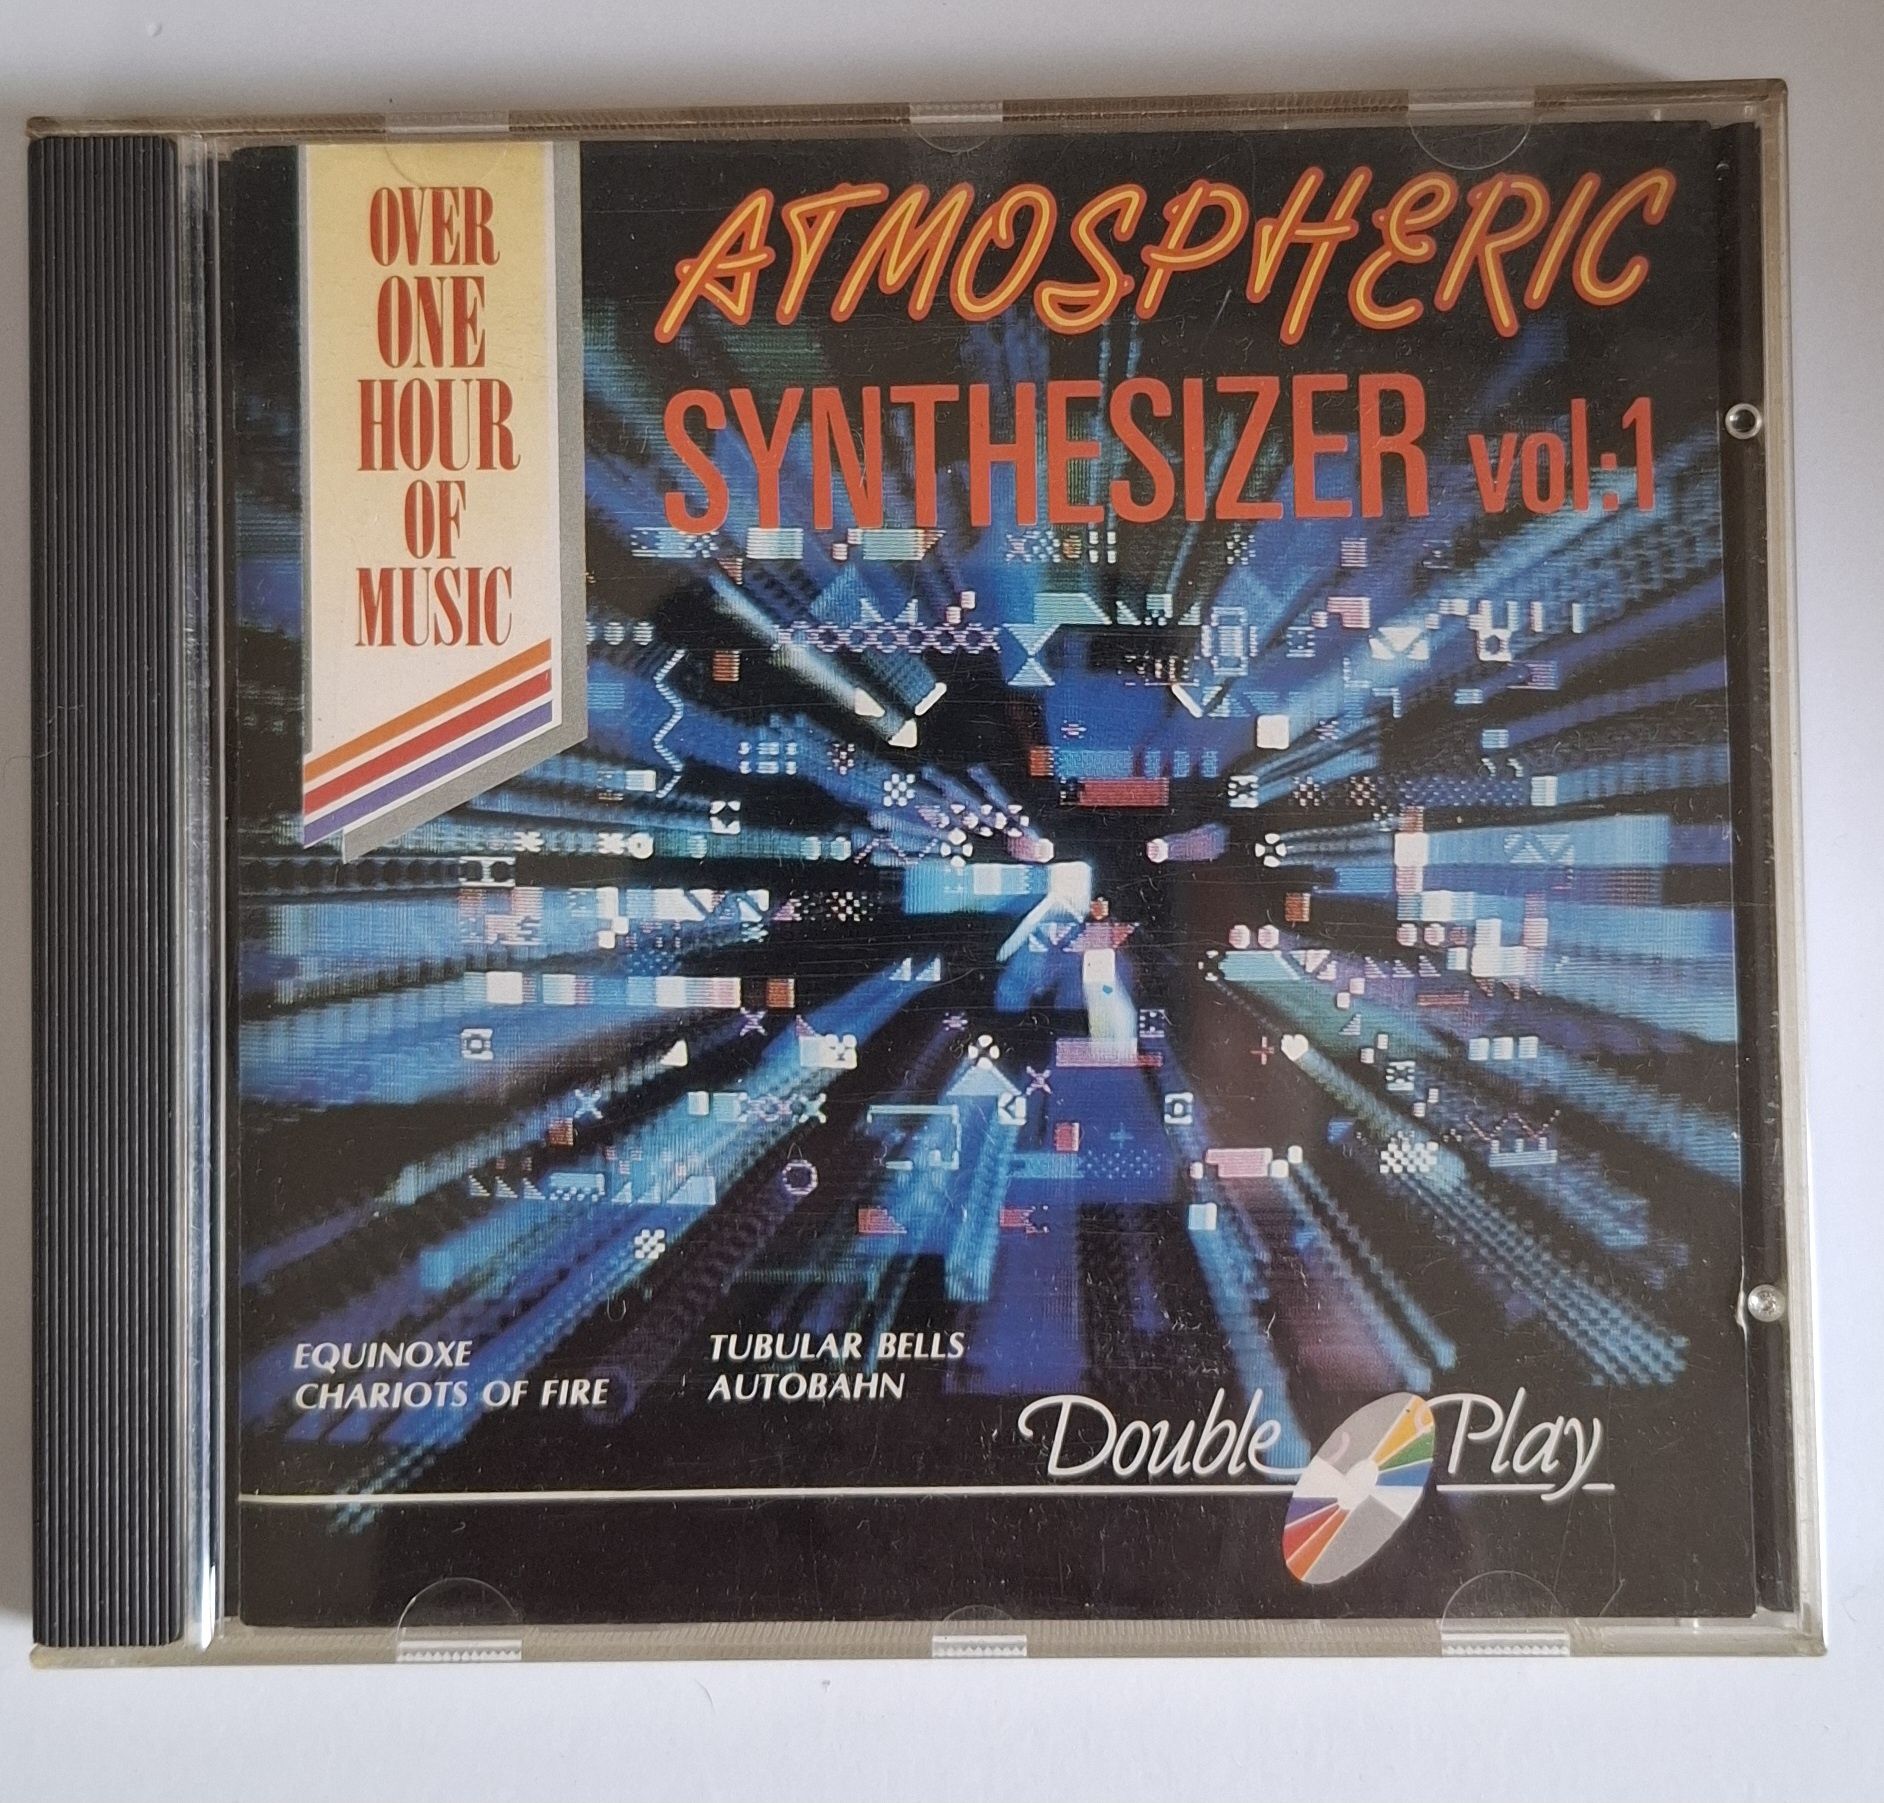 OVER
ONE
HOUR
OF
MUSIC
ATMOSPHERIC
SYNTHESIZER vol:1
EQUINOXE
CHARIOTS OF FIRE
TUBULAR BELLS
AUTOBAHN
Double Play